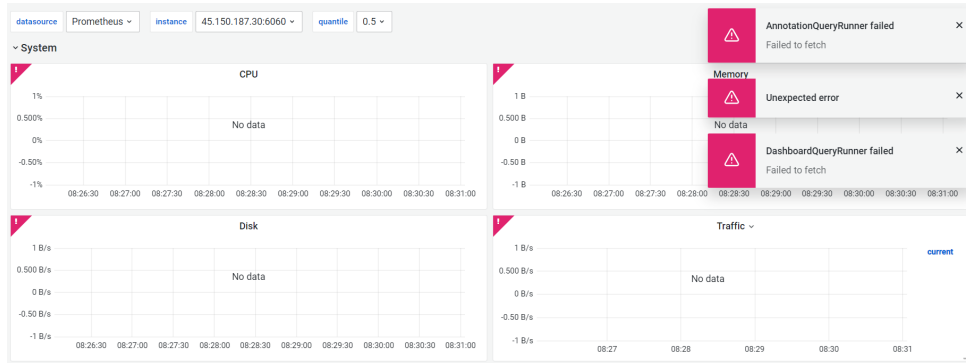 datasource Prometheus instance 45.150.187.30:6060 quantile 0.5
System
AnnotationQueryRunner failed
Failed to fetch
Unexpected error
DashboardQueryRunner failed
Failed to fetch
CPU
1%
0.500%
0%
-0.50%
-1%
No data
08:26:30 08:27:00 08:27:30 08:28:00 08:28:30 08:29:00 08:29:30 08:30:00 08:30:30 08:31:00
Memory
1 B
0.500 B
0 B
-0.50 B
-1 B
No data
08:26:30 08:27:00 08:27:30 08:28:00 08:28:30 08:29:00 08:29:30 08:30:00 08:30:30 08:31:00
Disk
1 B/s
0.500 B/s
0 B/s
-0.50 B/s
-1 B/s
No data
08:26:30 08:27:00 08:27:30 08:28:00 08:28:30 08:29:00 08:29:30 08:30:00 08:30:30 08:31:00
Traffic
1 B/s
0.500 B/s
0 B/s
-0.50 B/s
-1 B/s
No data
current
08:27 08:28 08:29 08:30 08:31